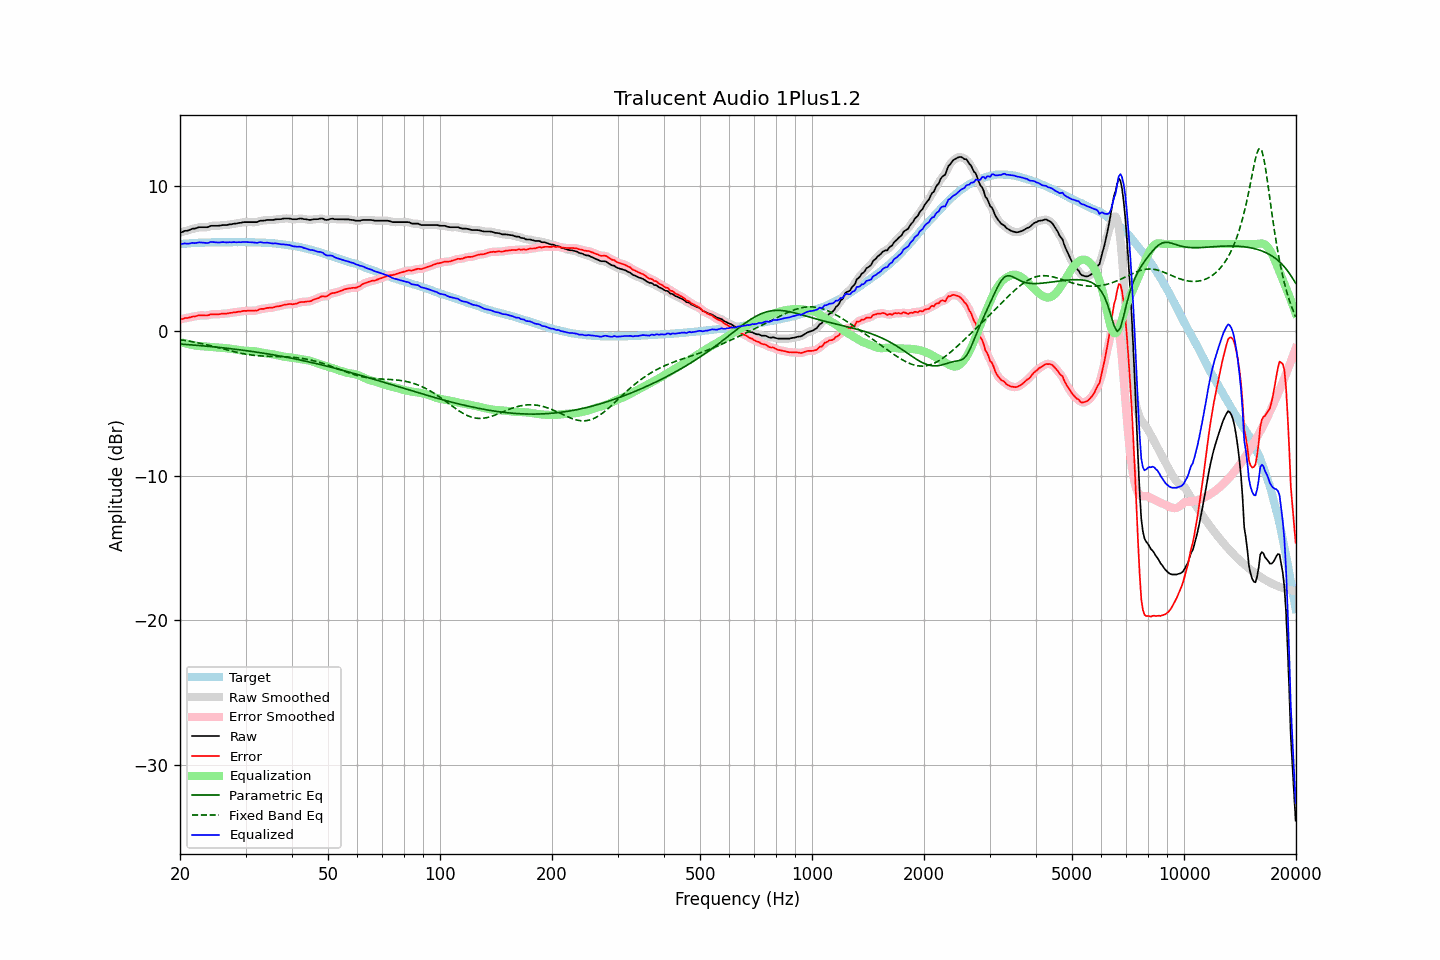 Tralucent Audio 1Plus1.2
Amplitude (dBr)
10
0
−10
−20
−30
Target
Raw Smoothed
Error Smoothed
Raw
Error
Equalization
Parametric Eq
Fixed Band Eq
Equalized
20 50 100 200 500 1000 2000 5000 10000 20000
Frequency (Hz)